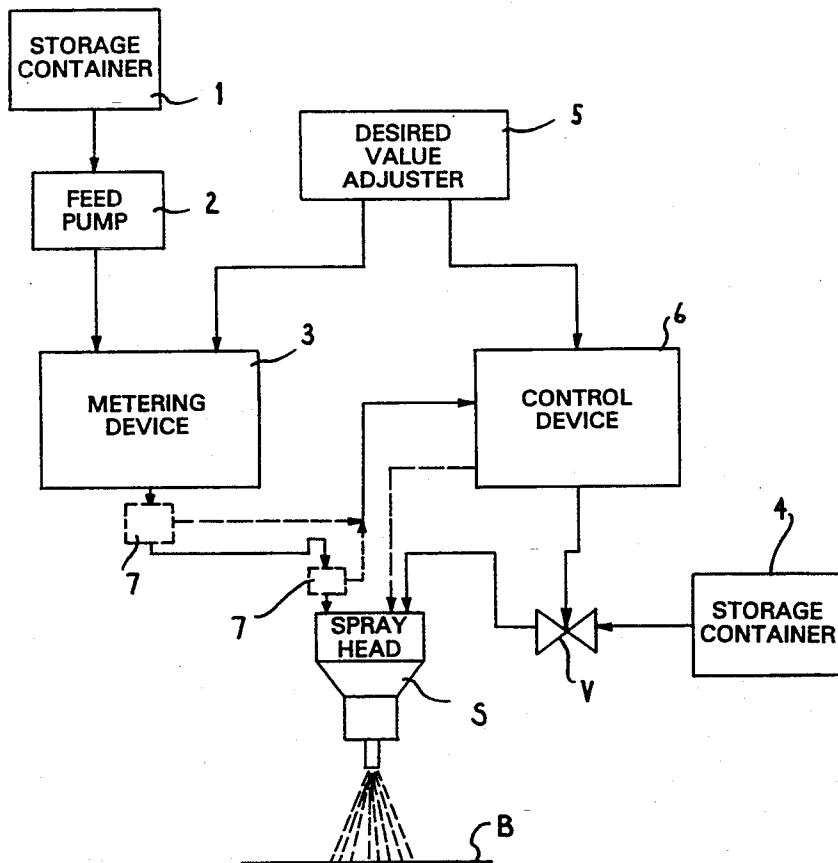 STORAGE
CONTAINER
1
DESIRED
VALUE
ADJUSTER
5
FEED
PUMP
2
METERING
DEVICE
3
CONTROL
DEVICE
6
7
7
SPRAY
HEAD
S
V
STORAGE
CONTAINER
4
B